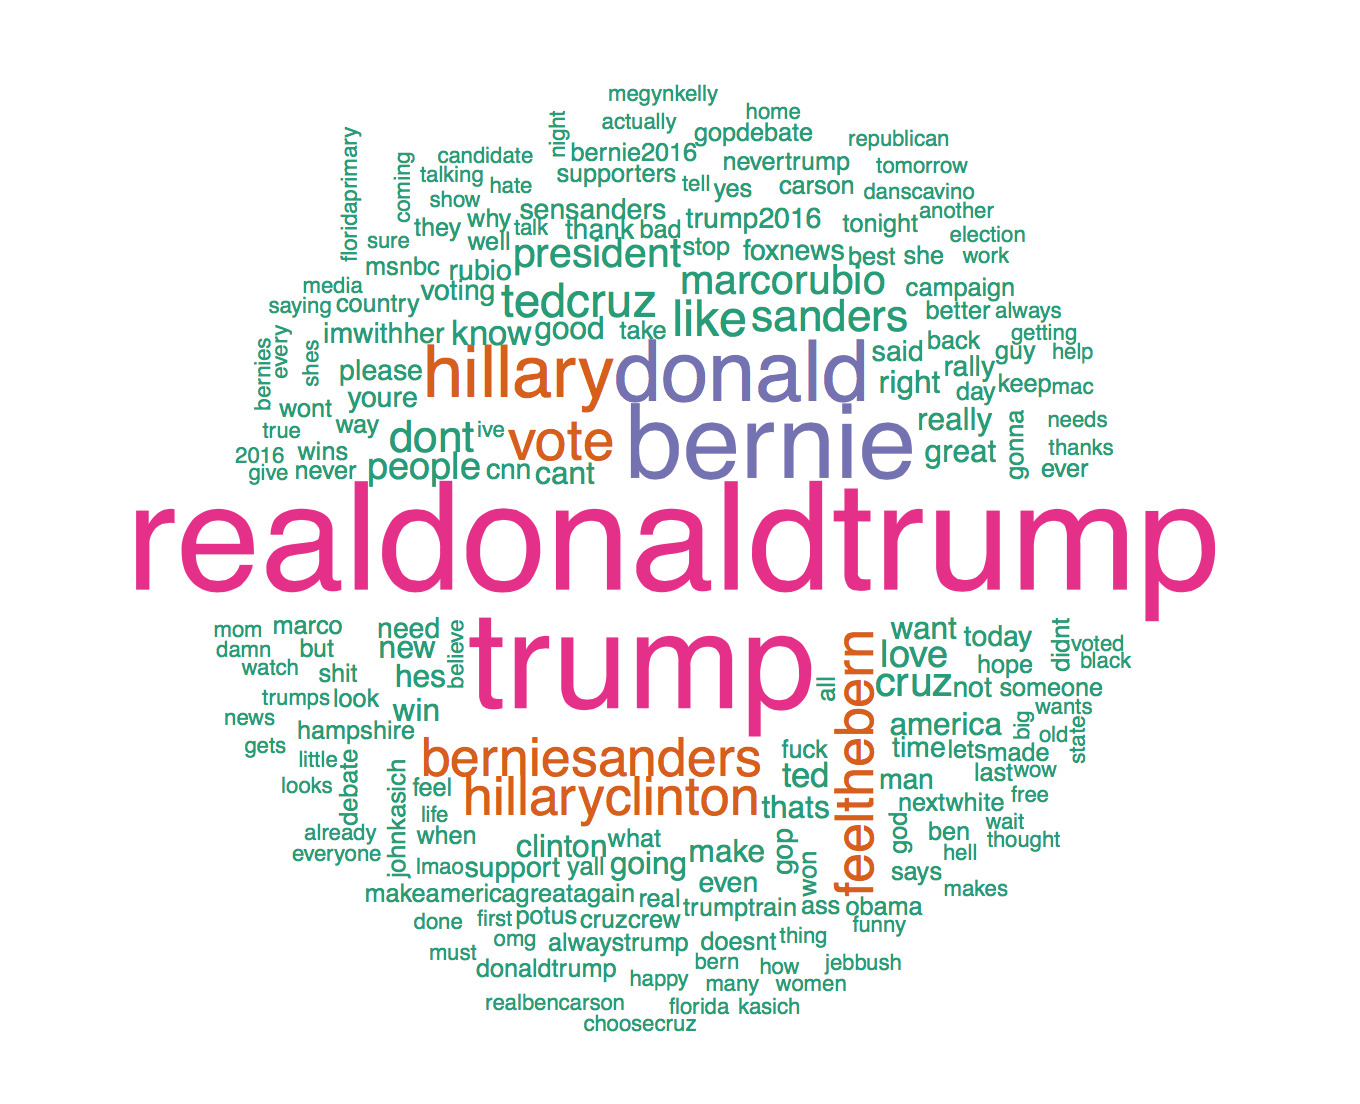 megynkelly
home
actually
night
gopdebate
republican
floridaprimary
candidate
bernie2016
nevertrump
tomorrow
coming
talking
hate
supporters
tell
yes
carson
danscavino
show
they
why
sensanders
talk
thank
bad
trump2016
tonight
another
sure
well
president
stop
foxnews
best
she
election
work
msnbc
rubio
media
voting
tedcruz
marcorubio
campaign
saying
country
like
sanders
better
always
imwithher
know
good
take
getting
bernies
every
shes
please
hillary
donald
said
back
guy
help
youre
right
rally
day
keep
mac
wont
true
way
dont
ive
vote
bernie
really
gonna
needs
2016
wins
great
thanks
give
never
people
cnn
cant
ever
realdonaldtrump
mom
marco
need
believe
trump
want
today
didnt
voted
damn
but
new
love
hope
black
watch
shit
hes
all
feelthebern
cruz
not
someone
trumps
look
win
wants
news
hampshire
america
big
old
state
gets
little
berniesanders
fuck
time
lets
made
looks
debate
johnkasich
feel
hillaryclinton
ted
man
last
wow
life
thats
next
white
free
already
when
clinton
what
god
ben
wait
thought
everyone
lmao
support
yall
going
make
gop
won
says
hell
makes
makeamericagreatagain
real
even
trumptrain
ass
obama
done
first
potus
cruzcrew
funny
must
omg
alwaystrump
doesnt
thing
donaldtrump
happy
bern
how
jebbush
many
women
realbencarson
florida
kasich
choosecruz